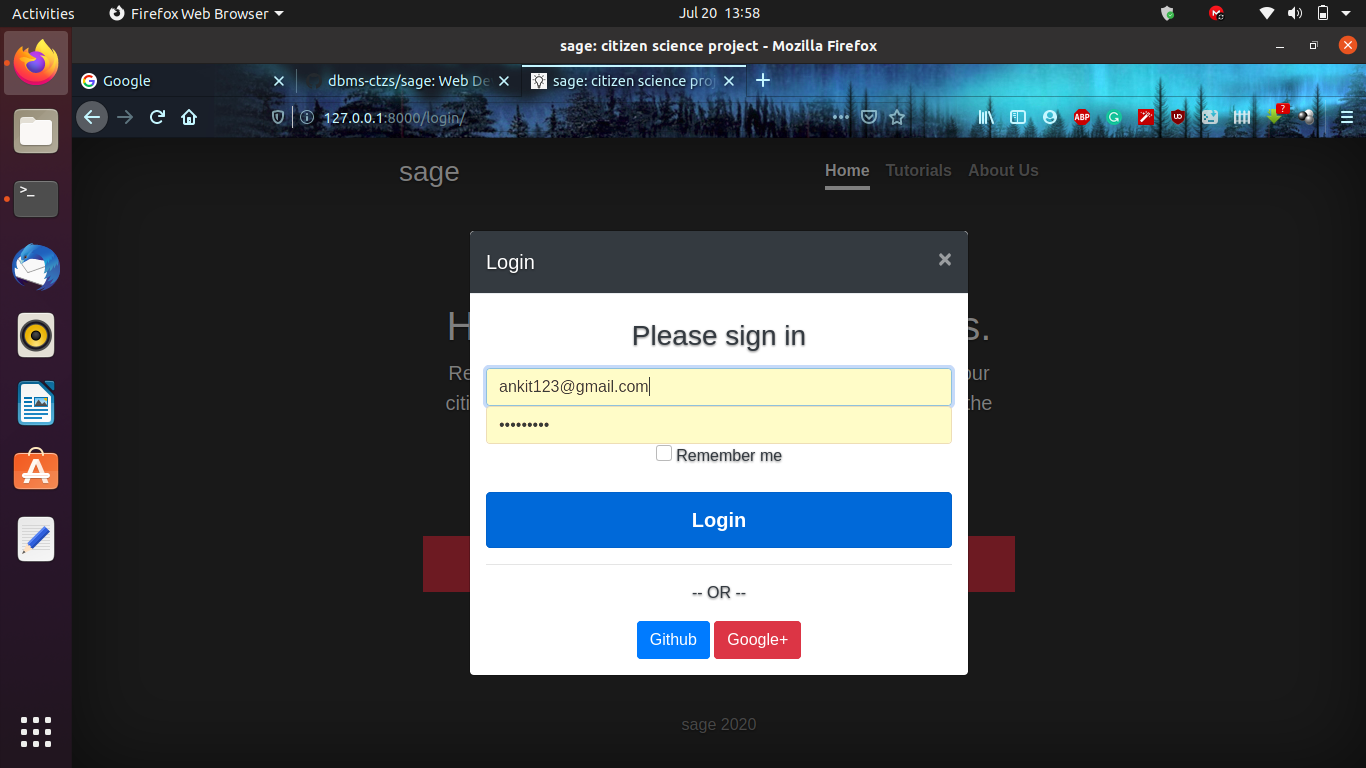 Activities Firefox Web Browser Jul 20 13:58
sage: citizen science project - Mozilla Firefox
Google dbms-ctzs/sage: Web De sage: citizen science pro
127.0.0.1:8000/login/
ABP
sage Home Tutorials About Us
Login ×
H s.
Please sign in
Re our
ankit123@gmail.com
citi the
•••••••••
Remember me
Login
-- OR --
Github Google+
sage 2020